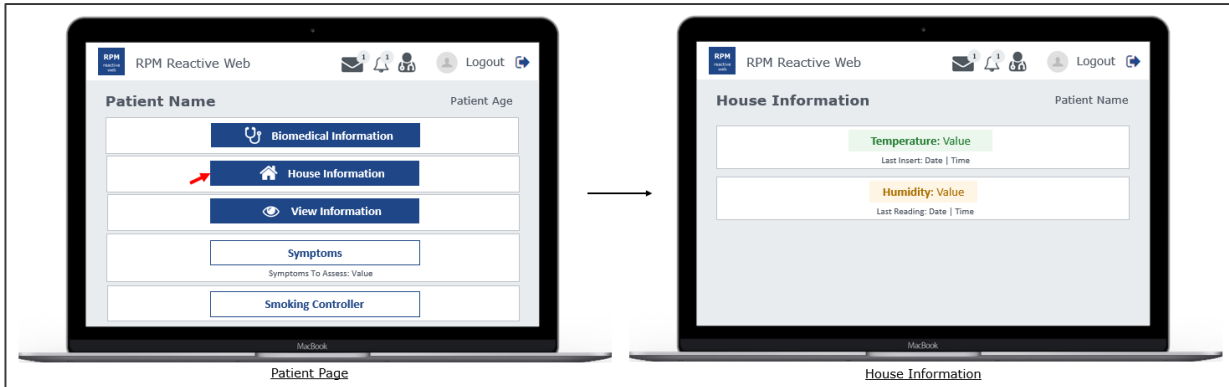 RPM
reactive
web
RPM Reactive Web
1
1
Logout
Patient Name
Patient Age
Biomedical Information
House Information
View Information
Symptoms
Symptoms To Assess: Value
Smoking Controller
MacBook
Patient Page
RPM
reactive
web
RPM Reactive Web
1
1
Logout
House Information
Patient Name
Temperature: Value
Last Insert: Date | Time
Humidity: Value
Last Reading: Date | Time
MacBook
House Information